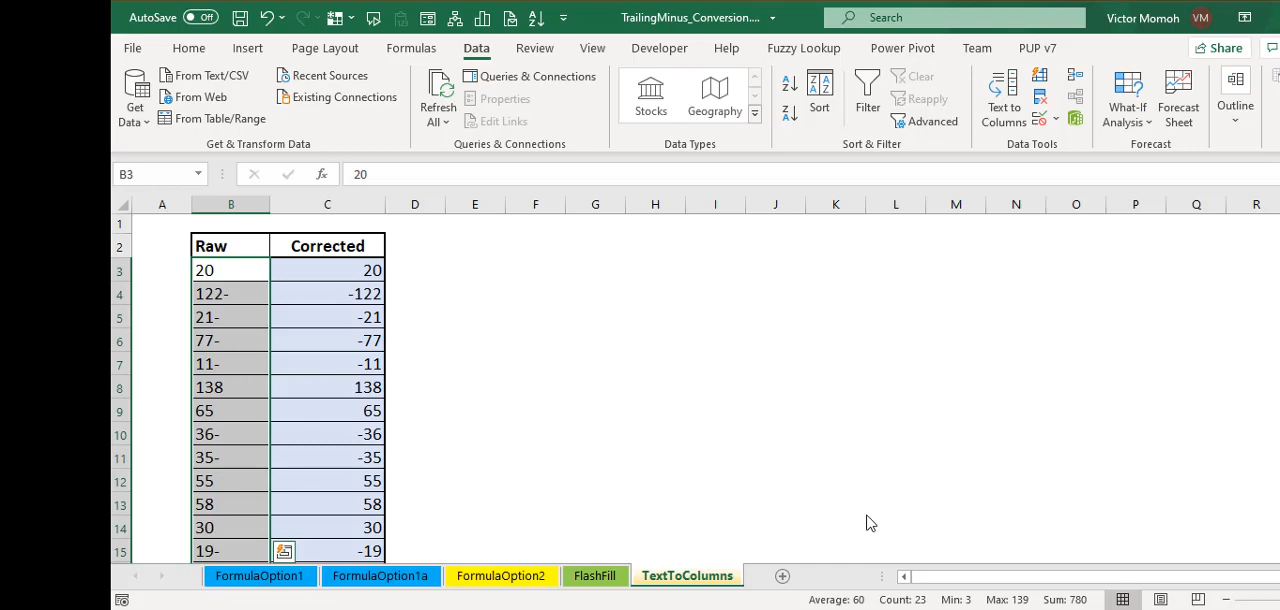 AutoSave Off TrailingMinus_Conversion.... Search Victor Momoh VM
File Home Insert Page Layout Formulas Data Review View Developer Help Fuzzy Lookup Power Pivot Team PUP v7 Share
Get Data From Text/CSV From Web From Table/Range Recent Sources Existing Connections
Get & Transform Data
Refresh All Queries & Connections Properties Edit Links
Queries & Connections
Stocks Geography
Data Types
Sort Filter Clear Reapply Advanced
Sort & Filter
Text to Columns
Data Tools
What-If Analysis Forecast Sheet
Forecast
Outline
B3 fx 20
A B C D E F G H I J K L M N O P Q R
1
2 Raw Corrected
3 20 20
4 122- -122
5 21- -21
6 77- -77
7 11- -11
8 138 138
9 65 65
10 36- -36
11 35- -35
12 55 55
13 58 58
14 30 30
15 19- -19
FormulaOption1 FormulaOption1a FormulaOption2 FlashFill TextToColumns
Average: 60 Count: 23 Min: 3 Max: 139 Sum: 780